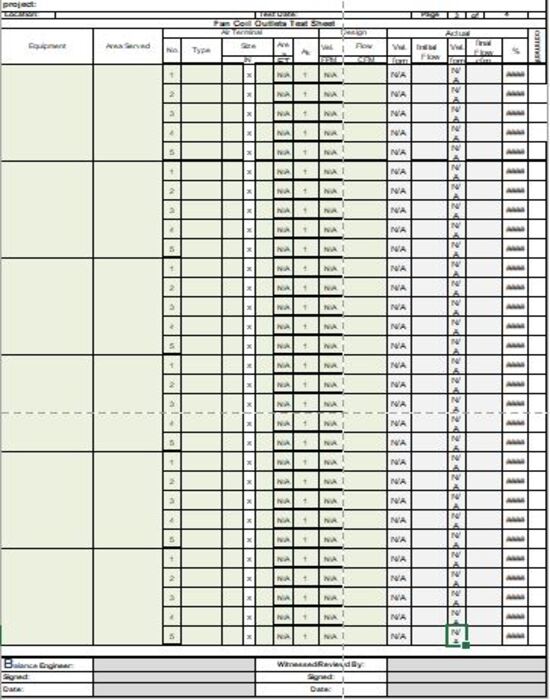 project:
Location: Test Date: Page 3 of 4
Fan Coil Outlets Test Sheet
Air Terminal Design Actual
Equipment Area Served No. Type Size Area Ak Vel. Flow Vel. Initial Flow Vel. final Flow %
IN FT FPM CFM fpm fpm cfm
1 x N/A 1 N/A N/A N/A ####
2 x N/A 1 N/A N/A N/A ####
3 x N/A 1 N/A N/A N/A ####
4 x N/A 1 N/A N/A N/A ####
5 x N/A 1 N/A N/A N/A ####
1 x N/A 1 N/A N/A N/A ####
2 x N/A 1 N/A N/A N/A ####
3 x N/A 1 N/A N/A N/A ####
4 x N/A 1 N/A N/A N/A ####
5 x N/A 1 N/A N/A N/A ####
1 x N/A 1 N/A N/A N/A ####
2 x N/A 1 N/A N/A N/A ####
3 x N/A 1 N/A N/A N/A ####
4 x N/A 1 N/A N/A N/A ####
5 x N/A 1 N/A N/A N/A ####
1 x N/A 1 N/A N/A N/A ####
2 x N/A 1 N/A N/A N/A ####
3 x N/A 1 N/A N/A N/A ####
4 x N/A 1 N/A N/A N/A ####
5 x N/A 1 N/A N/A N/A ####
1 x N/A 1 N/A N/A N/A ####
2 x N/A 1 N/A N/A N/A ####
3 x N/A 1 N/A N/A N/A ####
4 x N/A 1 N/A N/A N/A ####
5 x N/A 1 N/A N/A N/A ####
1 x N/A 1 N/A N/A N/A ####
2 x N/A 1 N/A N/A N/A ####
3 x N/A 1 N/A N/A N/A ####
4 x N/A 1 N/A N/A N/A ####
5 x N/A 1 N/A N/A N/A ####
Balance Engineer: Witnessed/Reviewed By:
Signed: Signed:
Date: Date: